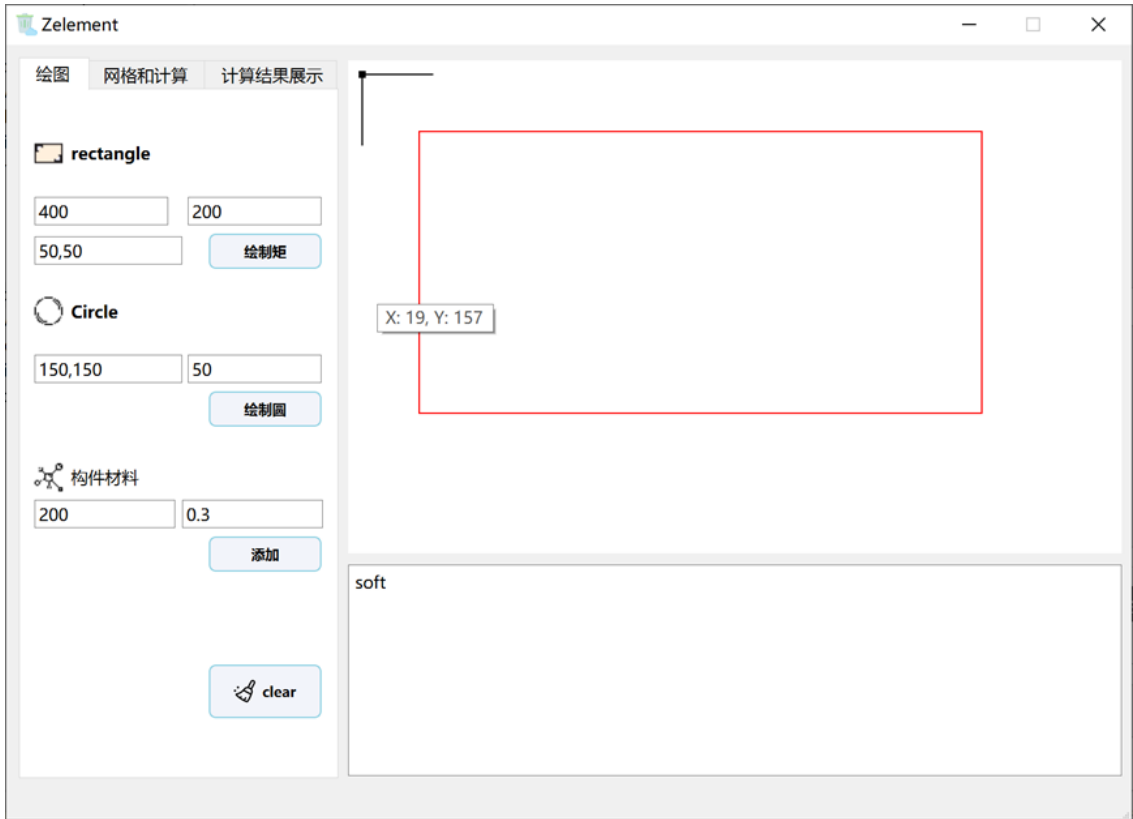 Zelement
绘图 网格和计算 计算结果展示
rectangle
400 200
50,50 绘制矩
Circle
150,150 50
绘制圆
构件材料
200 0.3
添加
clear
X: 19, Y: 157
soft